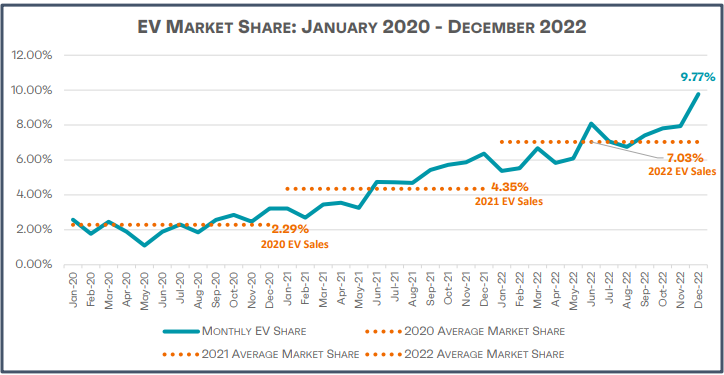 EV MARKET SHARE: JANUARY 2020 - DECEMBER 2022
12.00%
10.00%
8.00%
6.00%
4.00%
2.00%
0.00%
9.77%
7.03%
2022 EV Sales
4.35%
2021 EV Sales
2.29%
2020 EV Sales
Jan-20
Feb-20
Mar-20
Apr-20
May-20
Jun-20
Jul-20
Aug-20
Sep-20
Oct-20
Nov-20
Dec-20
Jan-21
Feb-21
Mar-21
Apr-21
May-21
Jun-21
Jul-21
Aug-21
Sep-21
Oct-21
Nov-21
Dec-21
Jan-22
Feb-22
Mar-22
Apr-22
May-22
Jun-22
Jul-22
Aug-22
Sep-22
Oct-22
Nov-22
Dec-22
MONTHLY EV SHARE
2020 AVERAGE MARKET SHARE
2021 AVERAGE MARKET SHARE
2022 AVERAGE MARKET SHARE